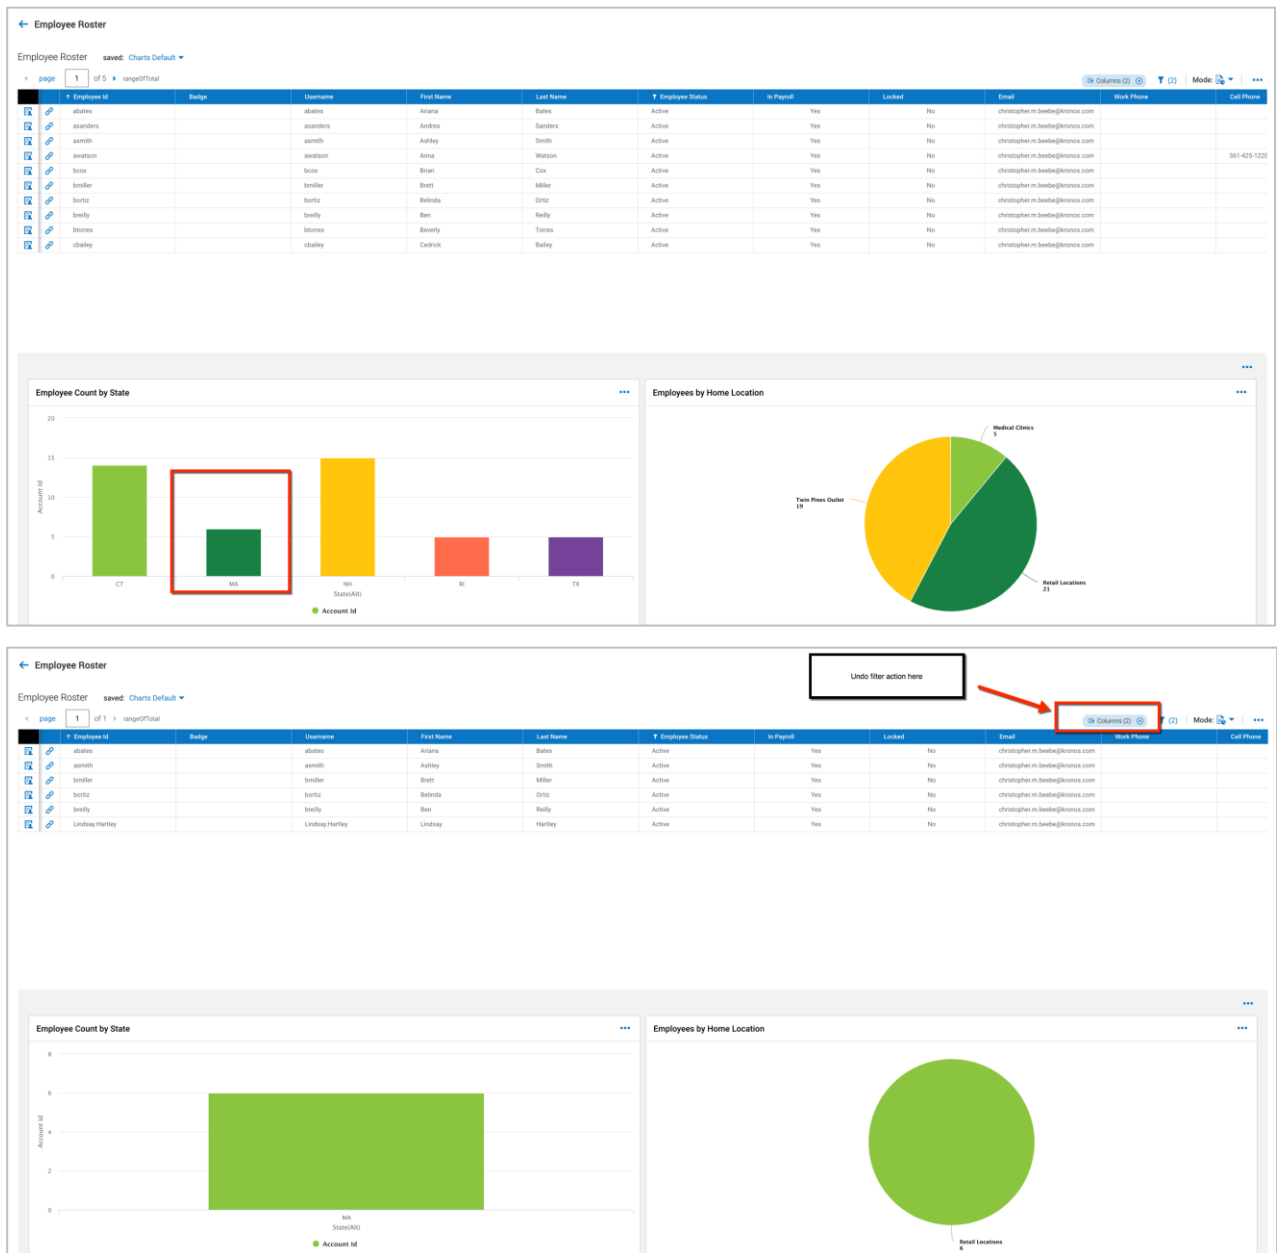 ← Employee Roster
Employee Roster saved: Charts Default
page 1 of 5 rangeOfTotal Columns (2) (2) Mode:
↑ Employee Id Badge Username First Name Last Name Employee Status In Payroll Locked Email Work Phone Cell Phone
abates abates Ariana Bates Active Yes No christopher.m.beebe@kronos.com
asanders asanders Andrea Sanders Active Yes No christopher.m.beebe@kronos.com
asmith asmith Ashley Smith Active Yes No christopher.m.beebe@kronos.com
awatson awatson Anna Watson Active Yes No christopher.m.beebe@kronos.com 361-425-1228
bcox bcox Brian Cox Active Yes No christopher.m.beebe@kronos.com
bmiller bmiller Brett Miller Active Yes No christopher.m.beebe@kronos.com
bortiz bortiz Belinda Ortiz Active Yes No christopher.m.beebe@kronos.com
breilly breilly Ben Reilly Active Yes No christopher.m.beebe@kronos.com
btorres btorres Beverly Torres Active Yes No christopher.m.beebe@kronos.com
cbailey cbailey Cedrick Bailey Active Yes No christopher.m.beebe@kronos.com
Employee Count by State
20
15
10
5
0
Account Id
CT MA NH RI TX
State(Alt)
Account Id
Employees by Home Location
Medical Clinics
5
Twin Pines Outlet
19
Retail Locations
21
← Employee Roster
Undo filter action here
Employee Roster saved: Charts Default
page 1 of 1 rangeOfTotal Columns (2) (2) Mode:
↑ Employee Id Badge Username First Name Last Name Employee Status In Payroll Locked Email Work Phone Cell Phone
abates abates Ariana Bates Active Yes No christopher.m.beebe@kronos.com
asmith asmith Ashley Smith Active Yes No christopher.m.beebe@kronos.com
bmiller bmiller Brett Miller Active Yes No christopher.m.beebe@kronos.com
bortiz bortiz Belinda Ortiz Active Yes No christopher.m.beebe@kronos.com
breilly breilly Ben Reilly Active Yes No christopher.m.beebe@kronos.com
Lindsay.Hartley Lindsay.Hartley Lindsay Hartley Active Yes No christopher.m.beebe@kronos.com
Employee Count by State
8
6
4
2
0
Account Id
MA
State(Alt)
Account Id
Employees by Home Location
Retail Locations
6